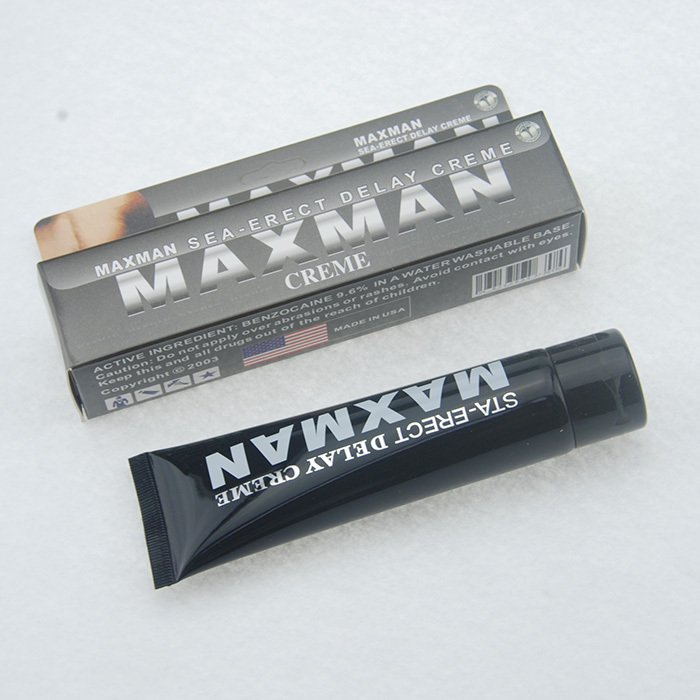 MAXMAN
SEA-ERECT DELAY CREME
MAXMAN
MAXMAN SEA-ERECT DELAY CREME
MAXMAN
CREME
ACTIVE INGREDIENT: BENZOCAINE 9.6% IN A WATER WASHABLE BASE.
Caution: Do not apply over abrasions or rashes. Avoid contact with eyes.
Keep this and all drugs out of the reach of children.
Copyright © 2003
MADE IN USA
STA-ERECT DELAY CREME
MAXMAN